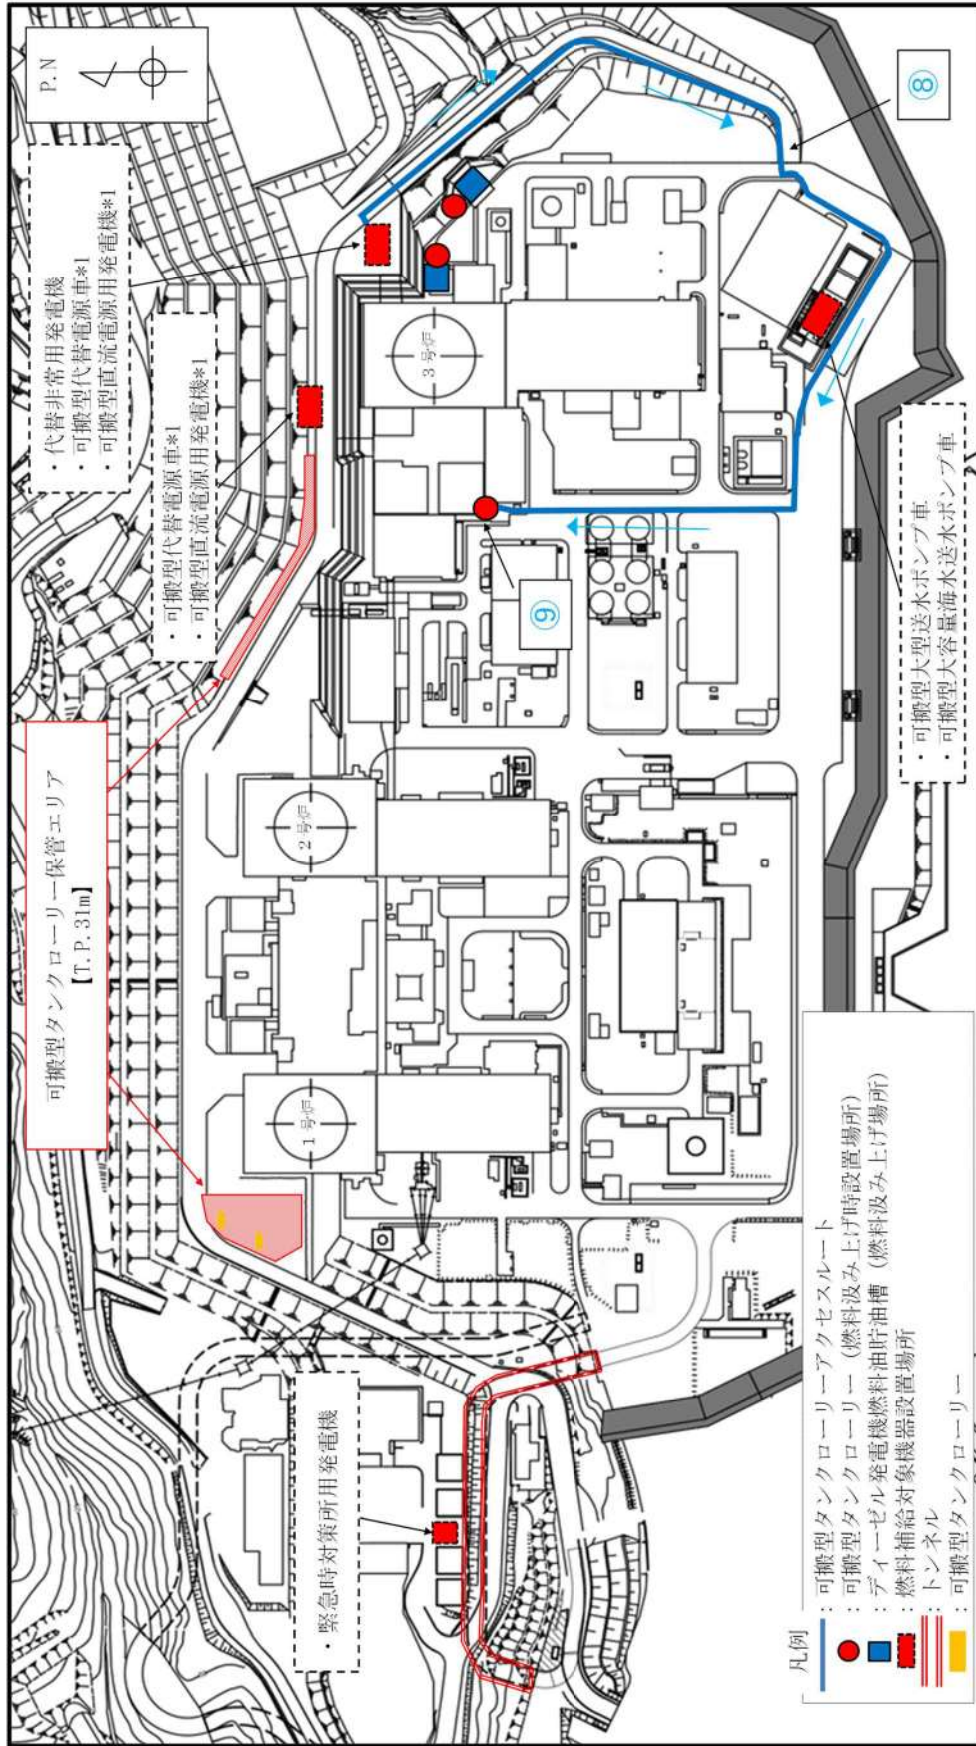 P.N
・代替非常用発電機
・可搬型代替電源車*1
・可搬型直流電源用発電機*1
・可搬型代替電源車*1
・可搬型直流電源用発電機*1
可搬型タンクローリー保管エリア
【T.P.31m】
・緊急時対策所用発電機
⑧
3号炉
⑨
2号炉
1号炉
・可搬型大型送水ポンプ車
・可搬型大容量海水送水ポンプ車
凡例
：可搬型タンクローリーアクセスルート
：可搬型タンクローリー（燃料汲み上げ時設置場所）
：ディーゼル発電機燃料油貯油槽（燃料汲み上げ場所）
：燃料補給対象機器設置場所
：トンネル
：可搬型タンクローリー